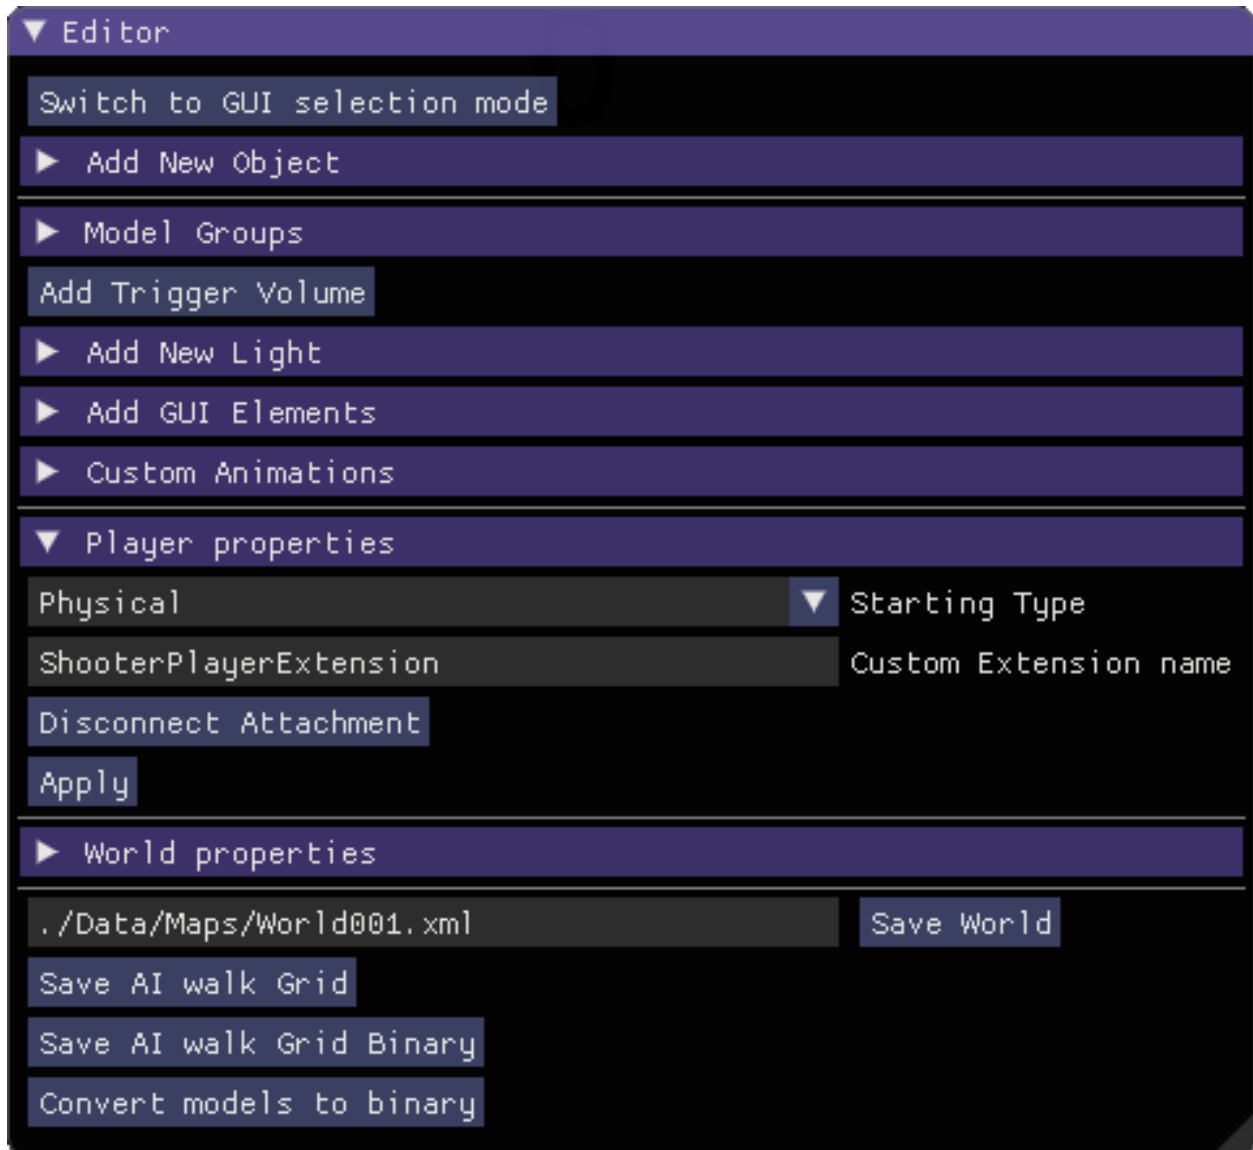 Editor
Switch to GUI selection mode
Add New Object
Model Groups
Add Trigger Volume
Add New Light
Add GUI Elements
Custom Animations
Player properties
Physical Starting Type
ShooterPlayerExtension Custom Extension name
Disconnect Attachment
Apply
World properties
./Data/Maps/World001.xml Save World
Save AI walk Grid
Save AI walk Grid Binary
Convert models to binary